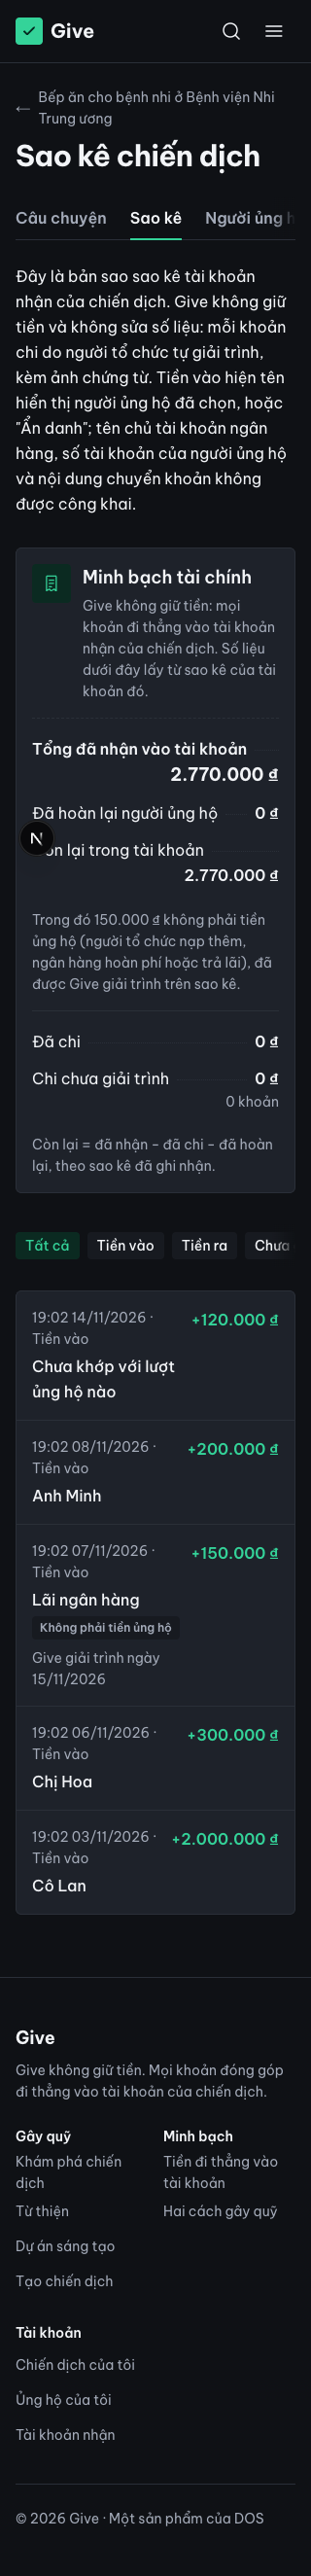 Give
Bếp ăn cho bệnh nhi ở Bệnh viện Nhi
Trung ương
Sao kê chiến dịch
Câu chuyện Sao kê Người ủng h
Đây là bản sao sao kê tài khoản
nhận của chiến dịch. Give không giữ
tiền và không sửa số liệu: mỗi khoản
chi do người tổ chức tự giải trình,
kèm ảnh chứng từ. Tiền vào hiện tên
hiển thị người ủng hộ đã chọn, hoặc
"Ẩn danh"; tên chủ tài khoản ngân
hàng, số tài khoản của người ủng hộ
và nội dung chuyển khoản không
được công khai.
Minh bạch tài chính
Give không giữ tiền: mọi
khoản đi thẳng vào tài khoản
nhận của chiến dịch. Số liệu
dưới đây lấy từ sao kê của tài
khoản đó.
Tổng đã nhận vào tài khoản
2.770.000 ₫
Đã hoàn lại người ủng hộ 0 ₫
N
òn lại trong tài khoản
2.770.000 ₫
Trong đó 150.000 ₫ không phải tiền
ủng hộ (người tổ chức nạp thêm,
ngân hàng hoàn phí hoặc trả lãi), đã
được Give giải trình trên sao kê.
Đã chi 0 ₫
Chi chưa giải trình 0 ₫
0 khoản
Còn lại = đã nhận − đã chi − đã hoàn
lại, theo sao kê đã ghi nhận.
Tất cả Tiền vào Tiền ra Chưa
19:02 14/11/2026 · +120.000 ₫
Tiền vào
Chưa khớp với lượt
ủng hộ nào
19:02 08/11/2026 · +200.000 ₫
Tiền vào
Anh Minh
19:02 07/11/2026 · +150.000 ₫
Tiền vào
Lãi ngân hàng
Không phải tiền ủng hộ
Give giải trình ngày
15/11/2026
19:02 06/11/2026 · +300.000 ₫
Tiền vào
Chị Hoa
19:02 03/11/2026 · +2.000.000 ₫
Tiền vào
Cô Lan
Give
Give không giữ tiền. Mọi khoản đóng góp
đi thẳng vào tài khoản của chiến dịch.
Gây quỹ
Khám phá chiến
dịch
Từ thiện
Dự án sáng tạo
Tạo chiến dịch
Minh bạch
Tiền đi thẳng vào
tài khoản
Hai cách gây quỹ
Tài khoản
Chiến dịch của tôi
Ủng hộ của tôi
Tài khoản nhận
© 2026 Give · Một sản phẩm của DOS